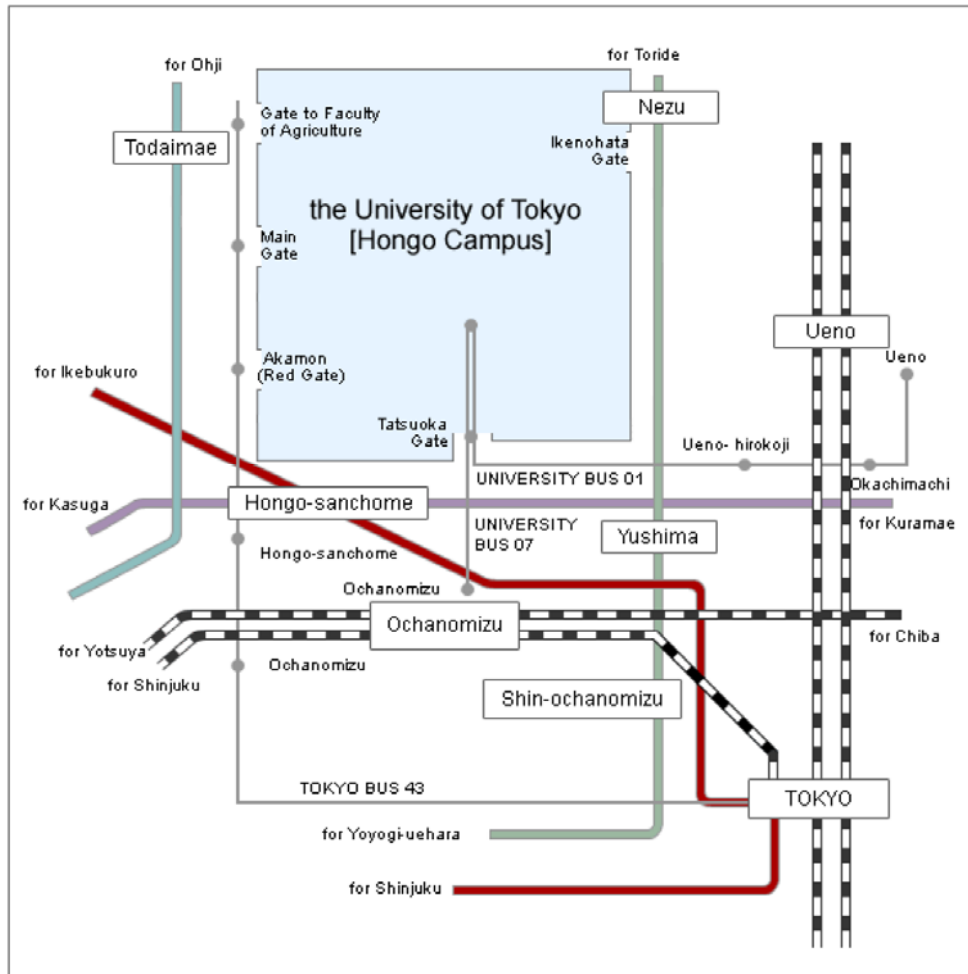 for Ohji
for Toride
Gate to Faculty
of Agriculture
Nezu
Todaimae
Ikenohata
Gate
the University of Tokyo
[Hongo Campus]
Main
Gate
Ueno
Ueno
Akamon
(Red Gate)
for Ikebukuro
Tatsuoka
Gate
Ueno- hirokoji
UNIVERSITY BUS 01
Okachimachi
for Kasuga
Hongo-sanchome
for Kuramae
UNIVERSITY
BUS 07
Yushima
Hongo-sanchome
Ochanomizu
Ochanomizu
for Chiba
for Yotsuya
Ochanomizu
for Shinjuku
Shin-ochanomizu
TOKYO BUS 43
TOKYO
for Yoyogi-uehara
for Shinjuku